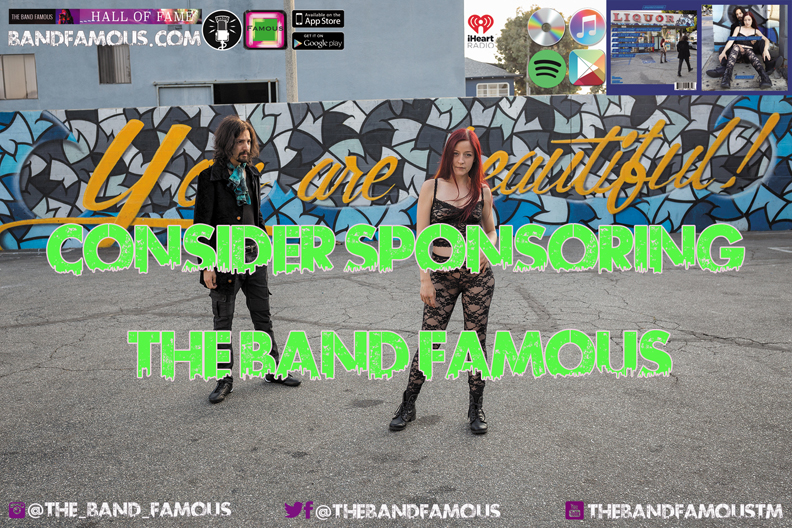 THE BAND FAMOUS ...HALL OF FAME
BANDFAMOUS.COM
FAMOUS
Available on the
App Store
GET IT ON
Google play
iHeart
RADIO
LIQUOR
You are beautiful!
CONSIDER SPONSORING
THE BAND FAMOUS
@THE_BAND_FAMOUS
@THEBANDFAMOUS
THEBANDFAMOUSTM